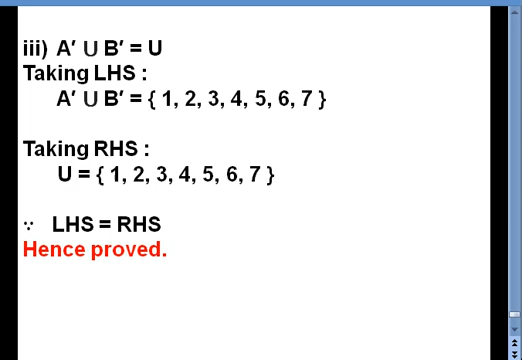 iii) A′ ∪ B′ = U
Taking LHS :
A′ ∪ B′ = { 1, 2, 3, 4, 5, 6, 7 }
Taking RHS :
U = { 1, 2, 3, 4, 5, 6, 7 }
∵ LHS = RHS
Hence proved.